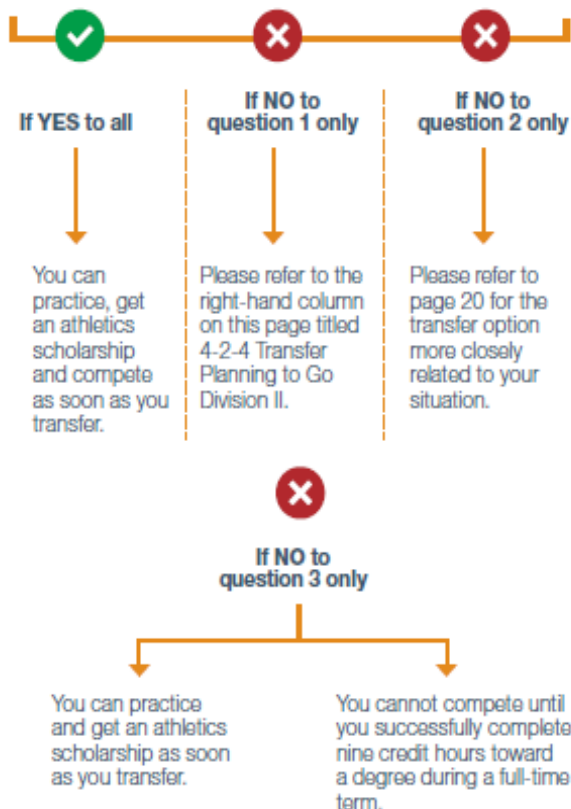 If YES to all
If NO to
question 1 only
If NO to
question 2 only
You can
practice, get
an athletics
scholarship
and compete
as soon as you
transfer.
Please refer to the
right-hand column
on this page titled
4-2-4 Transfer
Planning to Go
Division II.
Please refer to
page 20 for the
transfer option
more closely
related to your
situation.
If NO to
question 3 only
You can practice
and get an athletics
scholarship as soon
as you transfer.
You cannot compete until
you successfully complete
nine credit hours toward
a degree during a full-time
term.